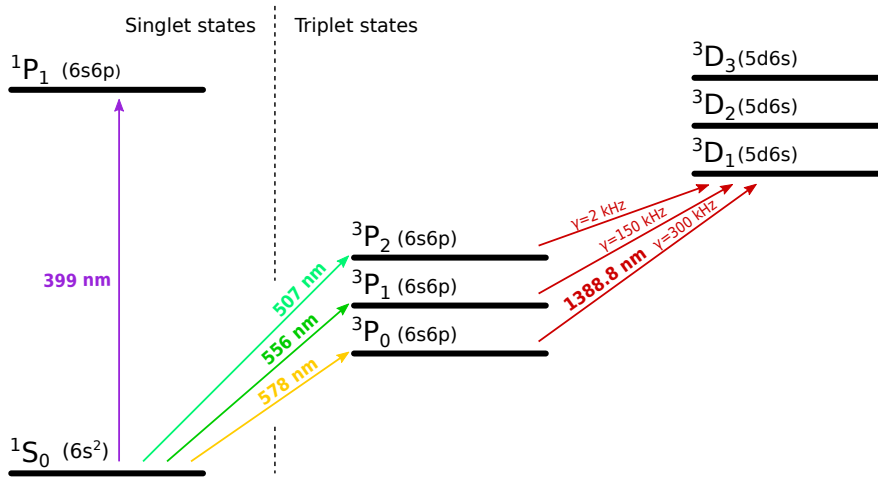 Singlet states
Triplet states
¹P₁ (6s6p)
³D₃(5d6s)
³D₂(5d6s)
³D₁(5d6s)
γ=2 kHz
γ=150 kHz
γ=300 kHz
1388.8 nm
³P₂ (6s6p)
³P₁ (6s6p)
³P₀ (6s6p)
399 nm
507 nm
556 nm
578 nm
¹S₀ (6s²)